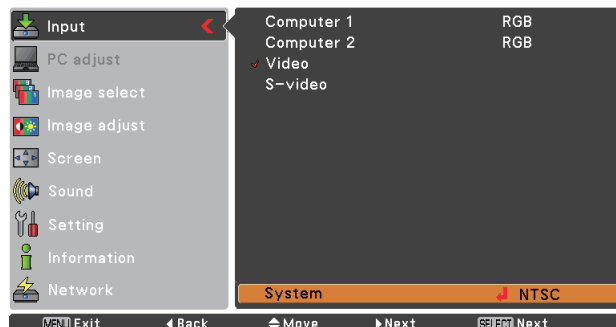 Input
PC adjust
Image select
Image adjust
Screen
Sound
Setting
Information
Network
Computer 1 RGB
Computer 2 RGB
Video
S-video
System NTSC
MENU Exit Back Move Next SELECT Next